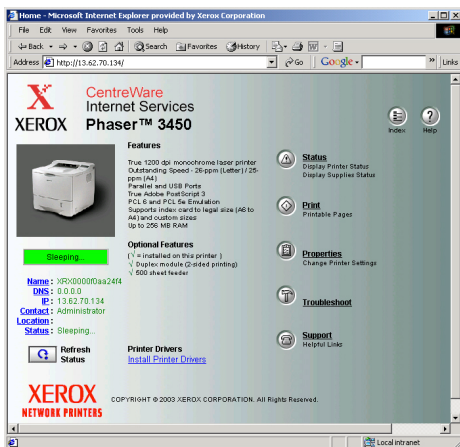 Home - Microsoft Internet Explorer provided by Xerox Corporation
File Edit View Favorites Tools Help
Back Search Favorites History
Address http://13.62.70.134/ Go Google Links
XEROX
CentreWare
Internet Services
Phaser™ 3450
Index Help
Features
True 1200 dpi monochrome laser printer
Outstanding Speed - 26-ppm (Letter) / 25-
ppm (A4)
Parallel and USB Ports
True Adobe PostScript 3
PCL 6 and PCL 5e Emulation
Supports index card to legal size (A6 to
A4) and custom sizes
Up to 256 MB RAM
Optional Features
(√ = installed on this printer )
√ Duplex module (2-sided printing)
√ 500 sheet feeder
Sleeping...
Name : XRX0000f0aa24f4
DNS : 0.0.0.0
IP : 13.62.70.134
Contact : Administrator
Location :
Status : Sleeping...
Refresh
Status
Printer Drivers
Install Printer Drivers
Status
Display Printer Status
Display Supplies Status
Print
Printable Pages
Properties
Change Printer Settings
Troubleshoot
Support
Helpful Links
XEROX
NETWORK PRINTERS
COPYRIGHT © 2003 XEROX CORPORATION. All Rights Reserved.
Local intranet